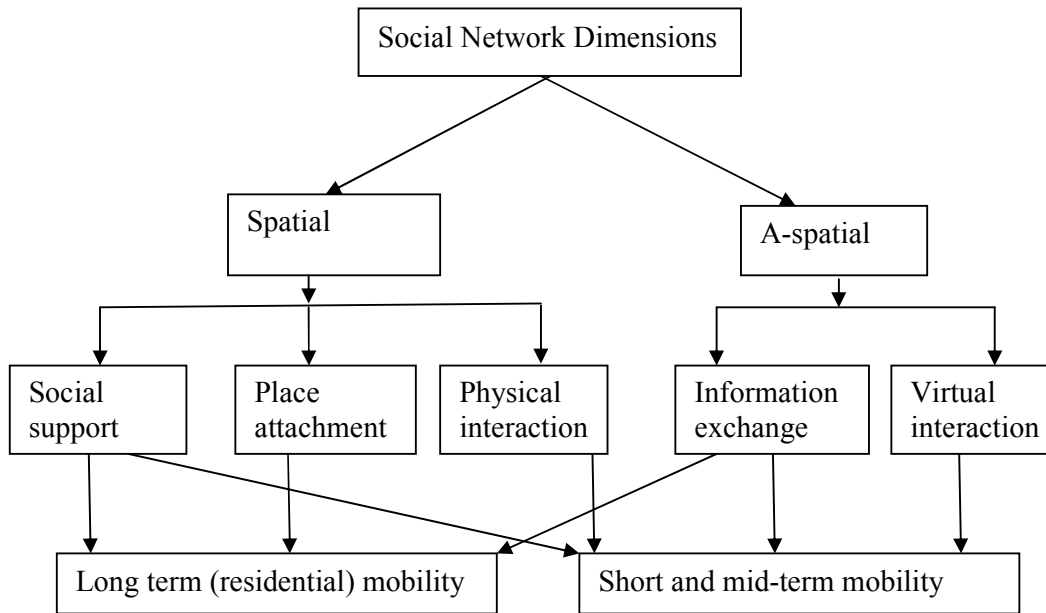 Social Network Dimensions
Spatial
A-spatial
Social
support
Place
attachment
Physical
interaction
Information
exchange
Virtual
interaction
Long term (residential) mobility
Short and mid-term mobility